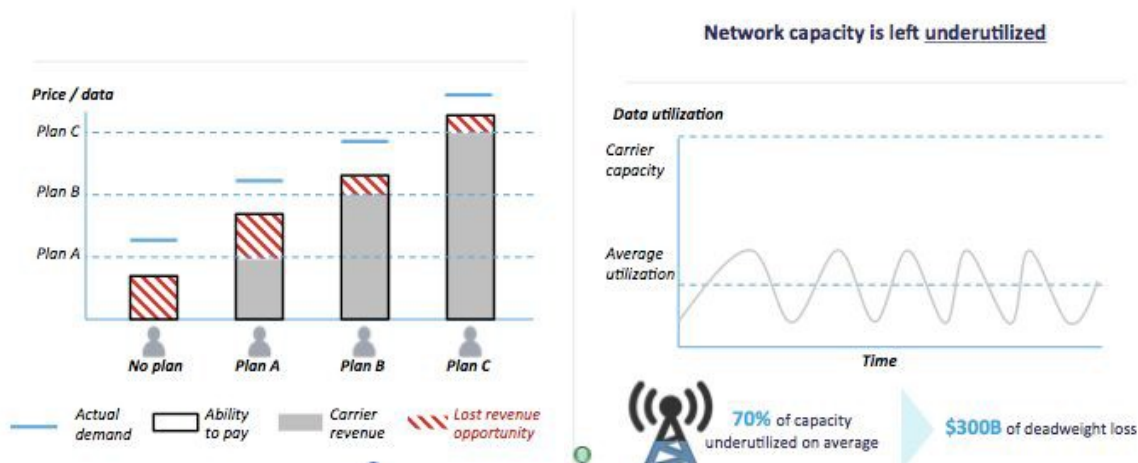 Price / data
Plan C
Plan B
Plan A
No plan
Plan A
Plan B
Plan C
Actual demand
Ability to pay
Carrier revenue
Lost revenue opportunity
Network capacity is left underutilized
Data utilization
Carrier
capacity
Average
utilization
Time
70% of capacity
underutilized on average
$300B of deadweight loss